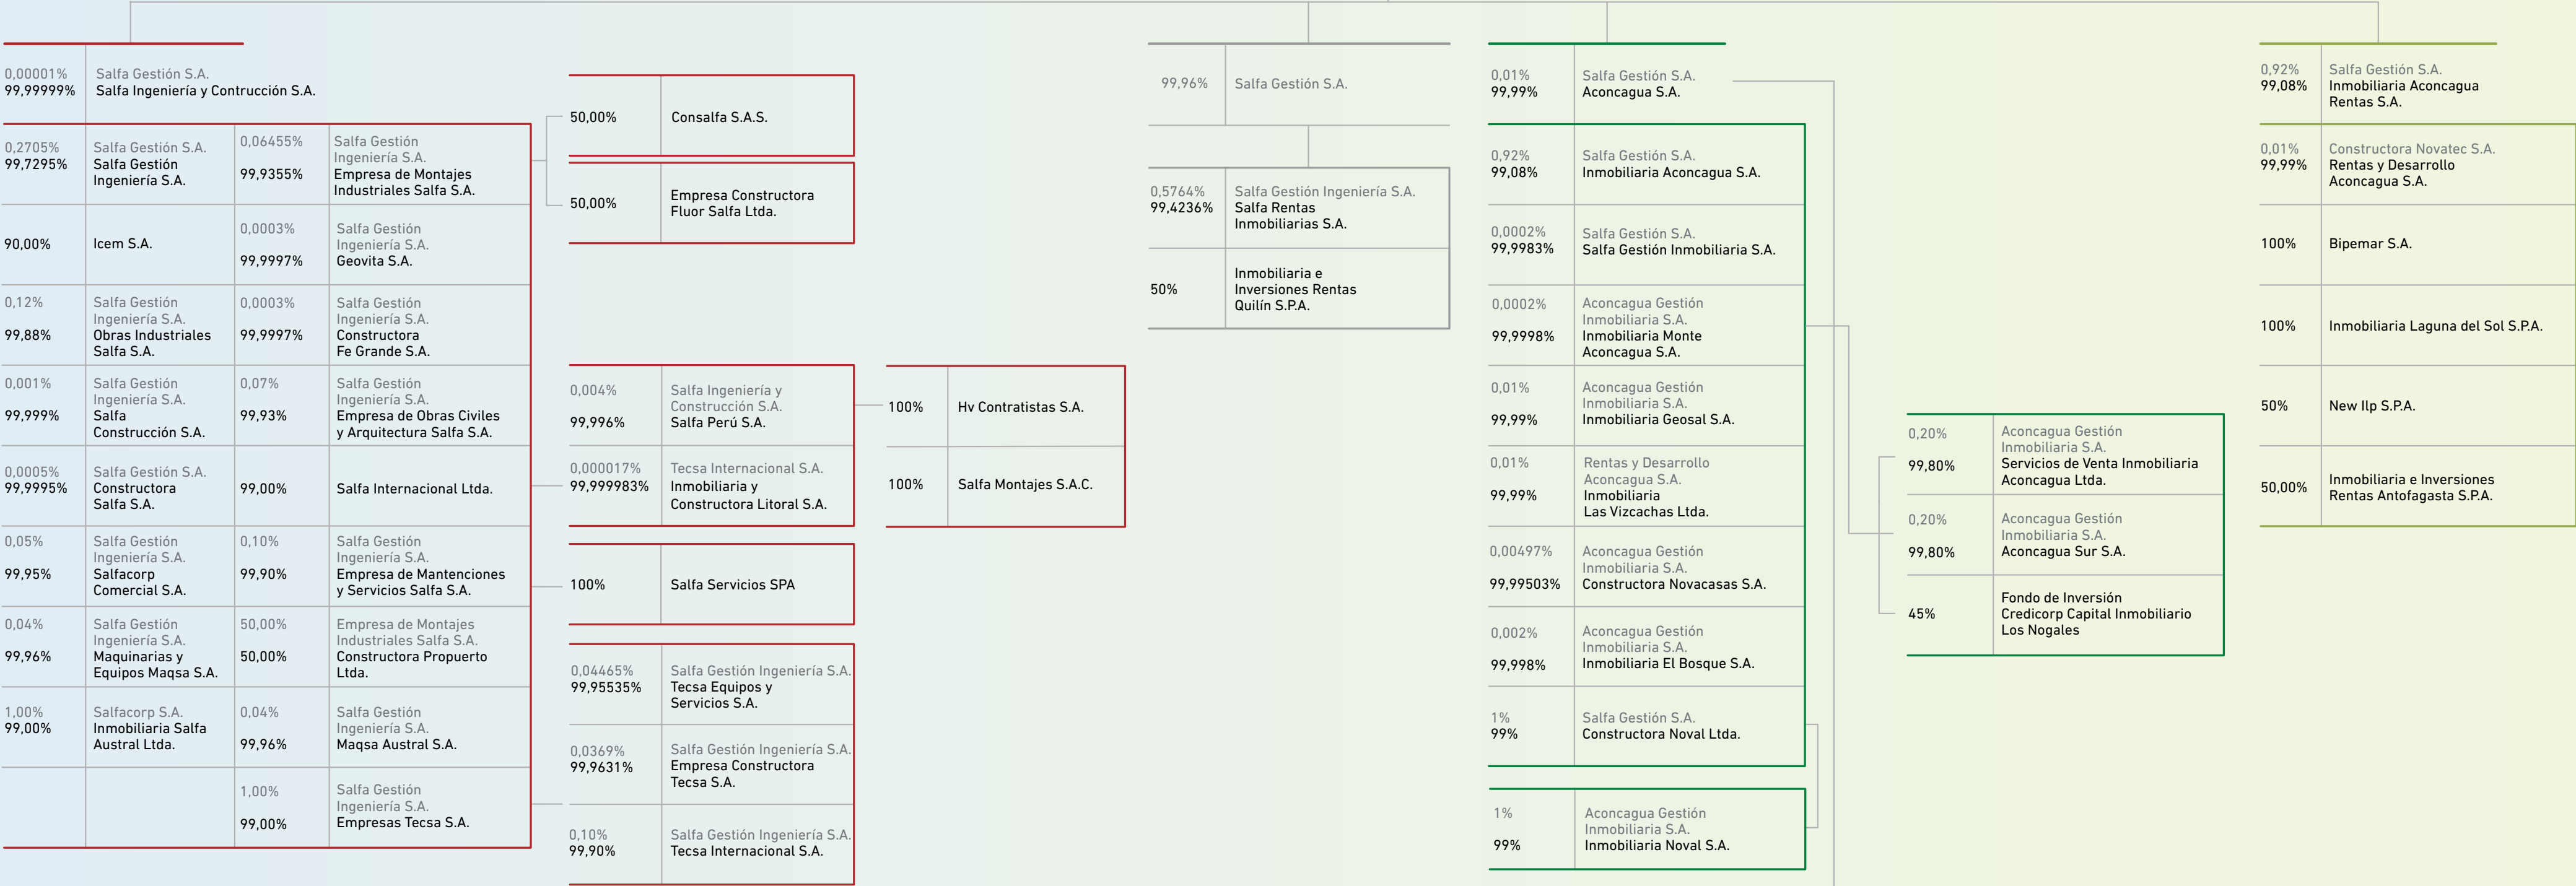 0,00001%
99,99999%
Salfa Gestión S.A.
Salfa Ingeniería y Contrucción S.A.
0,2705%
99,7295%
Salfa Gestión S.A.
Salfa Gestión
Ingeniería S.A.
0,06455%
99,9355%
Salfa Gestión
Ingeniería S.A.
Empresa de Montajes
Industriales Salfa S.A.
90,00%
Icem S.A.
0,0003%
99,9997%
Salfa Gestión
Ingeniería S.A.
Geovita S.A.
0,12%
99,88%
Salfa Gestión
Ingeniería S.A.
Obras Industriales
Salfa S.A.
0,0003%
99,9997%
Salfa Gestión
Ingeniería S.A.
Constructora
Fe Grande S.A.
0,001%
99,999%
Salfa Gestión
Ingeniería S.A.
Salfa
Construcción S.A.
0,07%
99,93%
Salfa Gestión
Ingeniería S.A.
Empresa de Obras Civiles
y Arquitectura Salfa S.A.
0,0005%
99,9995%
Salfa Gestión S.A.
Constructora
Salfa S.A.
99,00%
Salfa Internacional Ltda.
0,05%
99,95%
Salfa Gestión
Ingeniería S.A.
Salfacorp
Comercial S.A.
0,10%
99,90%
Salfa Gestión
Ingeniería S.A.
Empresa de Mantenciones
y Servicios Salfa S.A.
0,04%
99,96%
Salfa Gestión
Ingeniería S.A.
Maquinarias y
Equipos Maqsa S.A.
50,00%
50,00%
Empresa de Montajes
Industriales Salfa S.A.
Constructora Propuerto
Ltda.
1,00%
99,00%
Salfacorp S.A.
Inmobiliaria Salfa
Austral Ltda.
0,04%
99,96%
Salfa Gestión
Ingeniería S.A.
Maqsa Austral S.A.
1,00%
99,00%
Salfa Gestión
Ingeniería S.A.
Empresas Tecsa S.A.
50,00%
Consalfa S.A.S.
50,00%
Empresa Constructora
Fluor Salfa Ltda.
0,004%
99,996%
Salfa Ingeniería y
Construcción S.A.
Salfa Perú S.A.
0,000017%
99,999983%
Tecsa Internacional S.A.
Inmobiliaria y
Constructora Litoral S.A.
100%
Hv Contratistas S.A.
100%
Salfa Montajes S.A.C.
100%
Salfa Servicios SPA
0,04465%
99,95535%
Salfa Gestión Ingeniería S.A.
Tecsa Equipos y
Servicios S.A.
0,0369%
99,9631%
Salfa Gestión Ingeniería S.A.
Empresa Constructora
Tecsa S.A.
0,10%
99,90%
Salfa Gestión Ingeniería S.A.
Tecsa Internacional S.A.
99,96%
Salfa Gestión S.A.
0,5764%
99,4236%
Salfa Gestión Ingeniería S.A.
Salfa Rentas
Inmobiliarias S.A.
50%
Inmobiliaria e
Inversiones Rentas
Quilín S.P.A.
0,01%
99,99%
Salfa Gestión S.A.
Aconcagua S.A.
0,92%
99,08%
Salfa Gestión S.A.
Inmobiliaria Aconcagua S.A.
0,0002%
99,9983%
Salfa Gestión S.A.
Salfa Gestión Inmobiliaria S.A.
0,0002%
99,9998%
Aconcagua Gestión
Inmobiliaria S.A.
Inmobiliaria Monte
Aconcagua S.A.
0,01%
99,99%
Aconcagua Gestión
Inmobiliaria S.A.
Inmobiliaria Geosal S.A.
0,01%
99,99%
Rentas y Desarrollo
Aconcagua S.A.
Inmobiliaria
Las Vizcachas Ltda.
0,00497%
99,99503%
Aconcagua Gestión
Inmobiliaria S.A.
Constructora Novacasas S.A.
0,002%
99,998%
Aconcagua Gestión
Inmobiliaria S.A.
Inmobiliaria El Bosque S.A.
1%
99%
Salfa Gestión S.A.
Constructora Noval Ltda.
1%
99%
Aconcagua Gestión
Inmobiliaria S.A.
Inmobiliaria Noval S.A.
0,20%
99,80%
Aconcagua Gestión
Inmobiliaria S.A.
Servicios de Venta Inmobiliaria
Aconcagua Ltda.
0,20%
99,80%
Aconcagua Gestión
Inmobiliaria S.A.
Aconcagua Sur S.A.
45%
Fondo de Inversión
Credicorp Capital Inmobiliario
Los Nogales
0,92%
99,08%
Salfa Gestión S.A.
Inmobiliaria Aconcagua
Rentas S.A.
0,01%
99,99%
Constructora Novatec S.A.
Rentas y Desarrollo
Aconcagua S.A.
100%
Bipemar S.A.
100%
Inmobiliaria Laguna del Sol S.P.A.
50%
New Ilp S.P.A.
50,00%
Inmobiliaria e Inversiones
Rentas Antofagasta S.P.A.